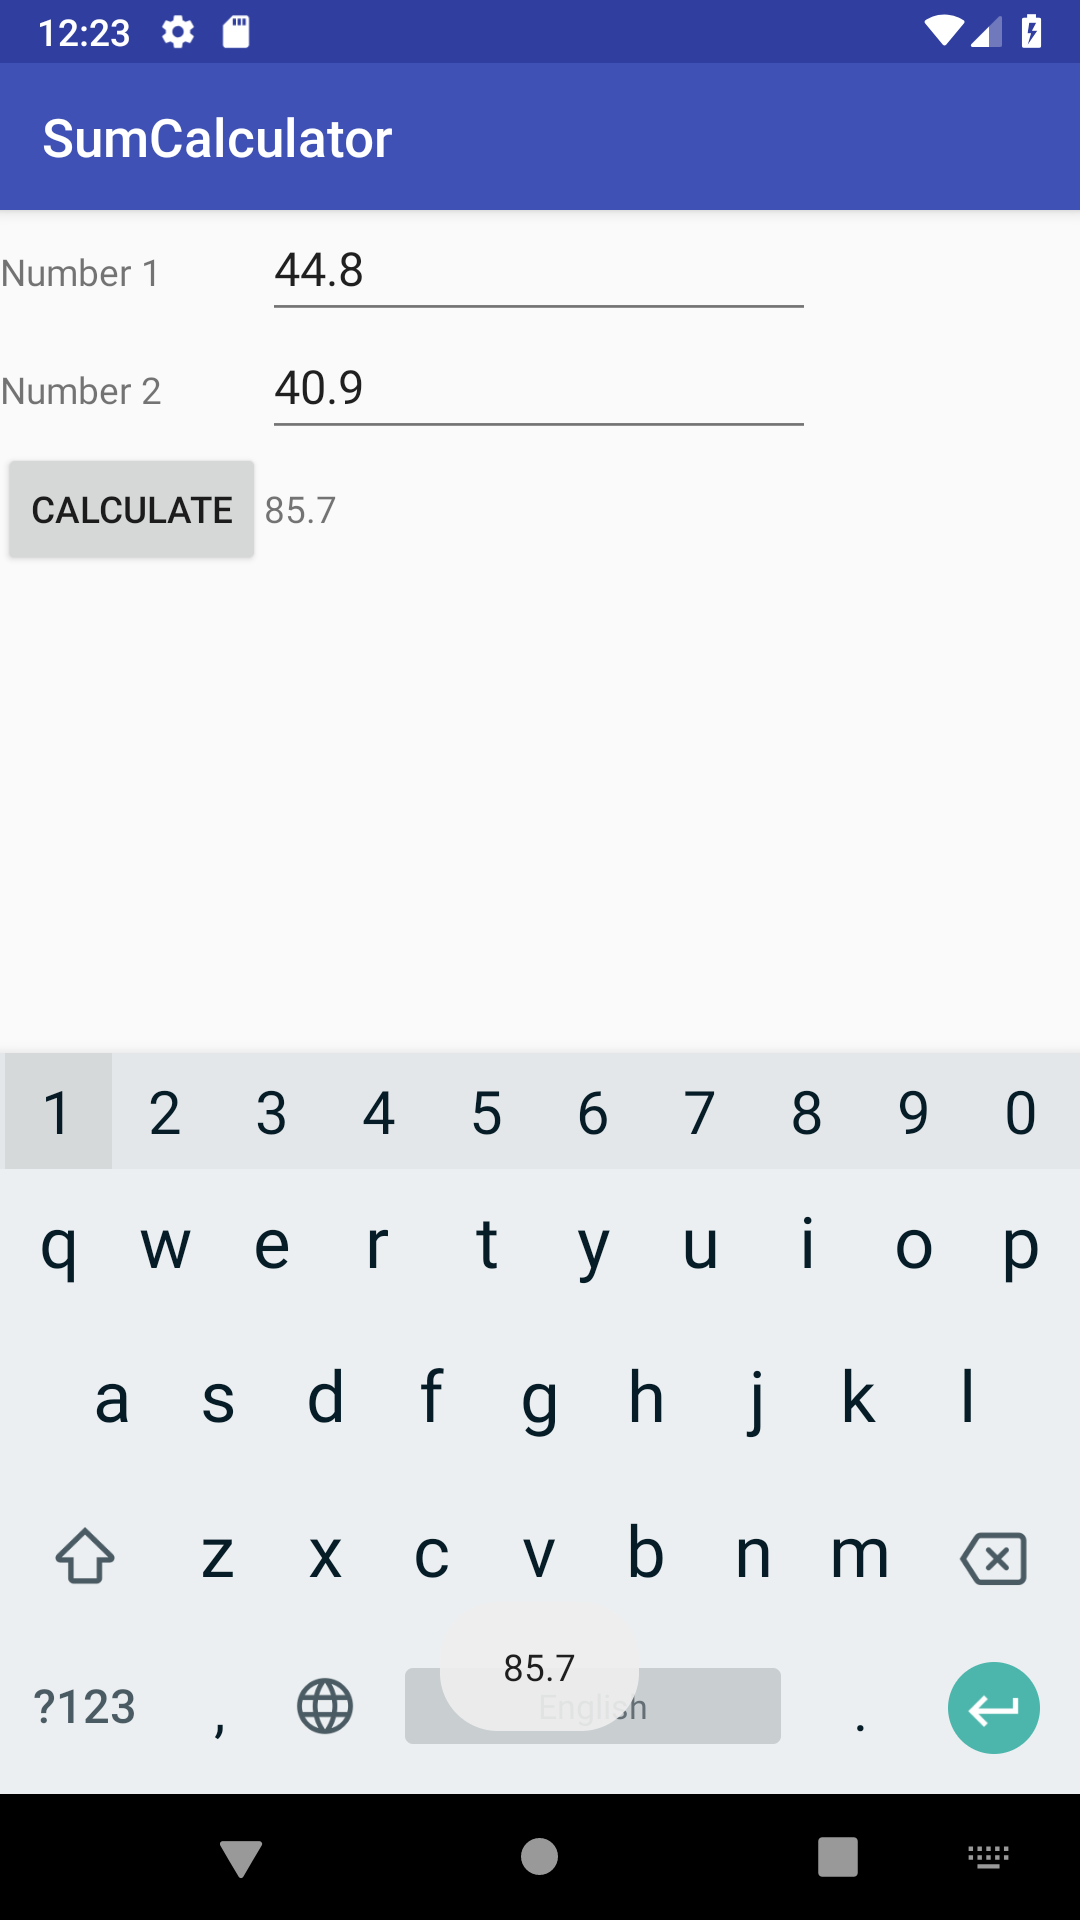 12:23
SumCalculator
Number 1 44.8
Number 2 40.9
CALCULATE 85.7
1 2 3 4 5 6 7 8 9 0
q w e r t y u i o p
a s d f g h j k l
z x c v b n m
85.7
?123 , English .